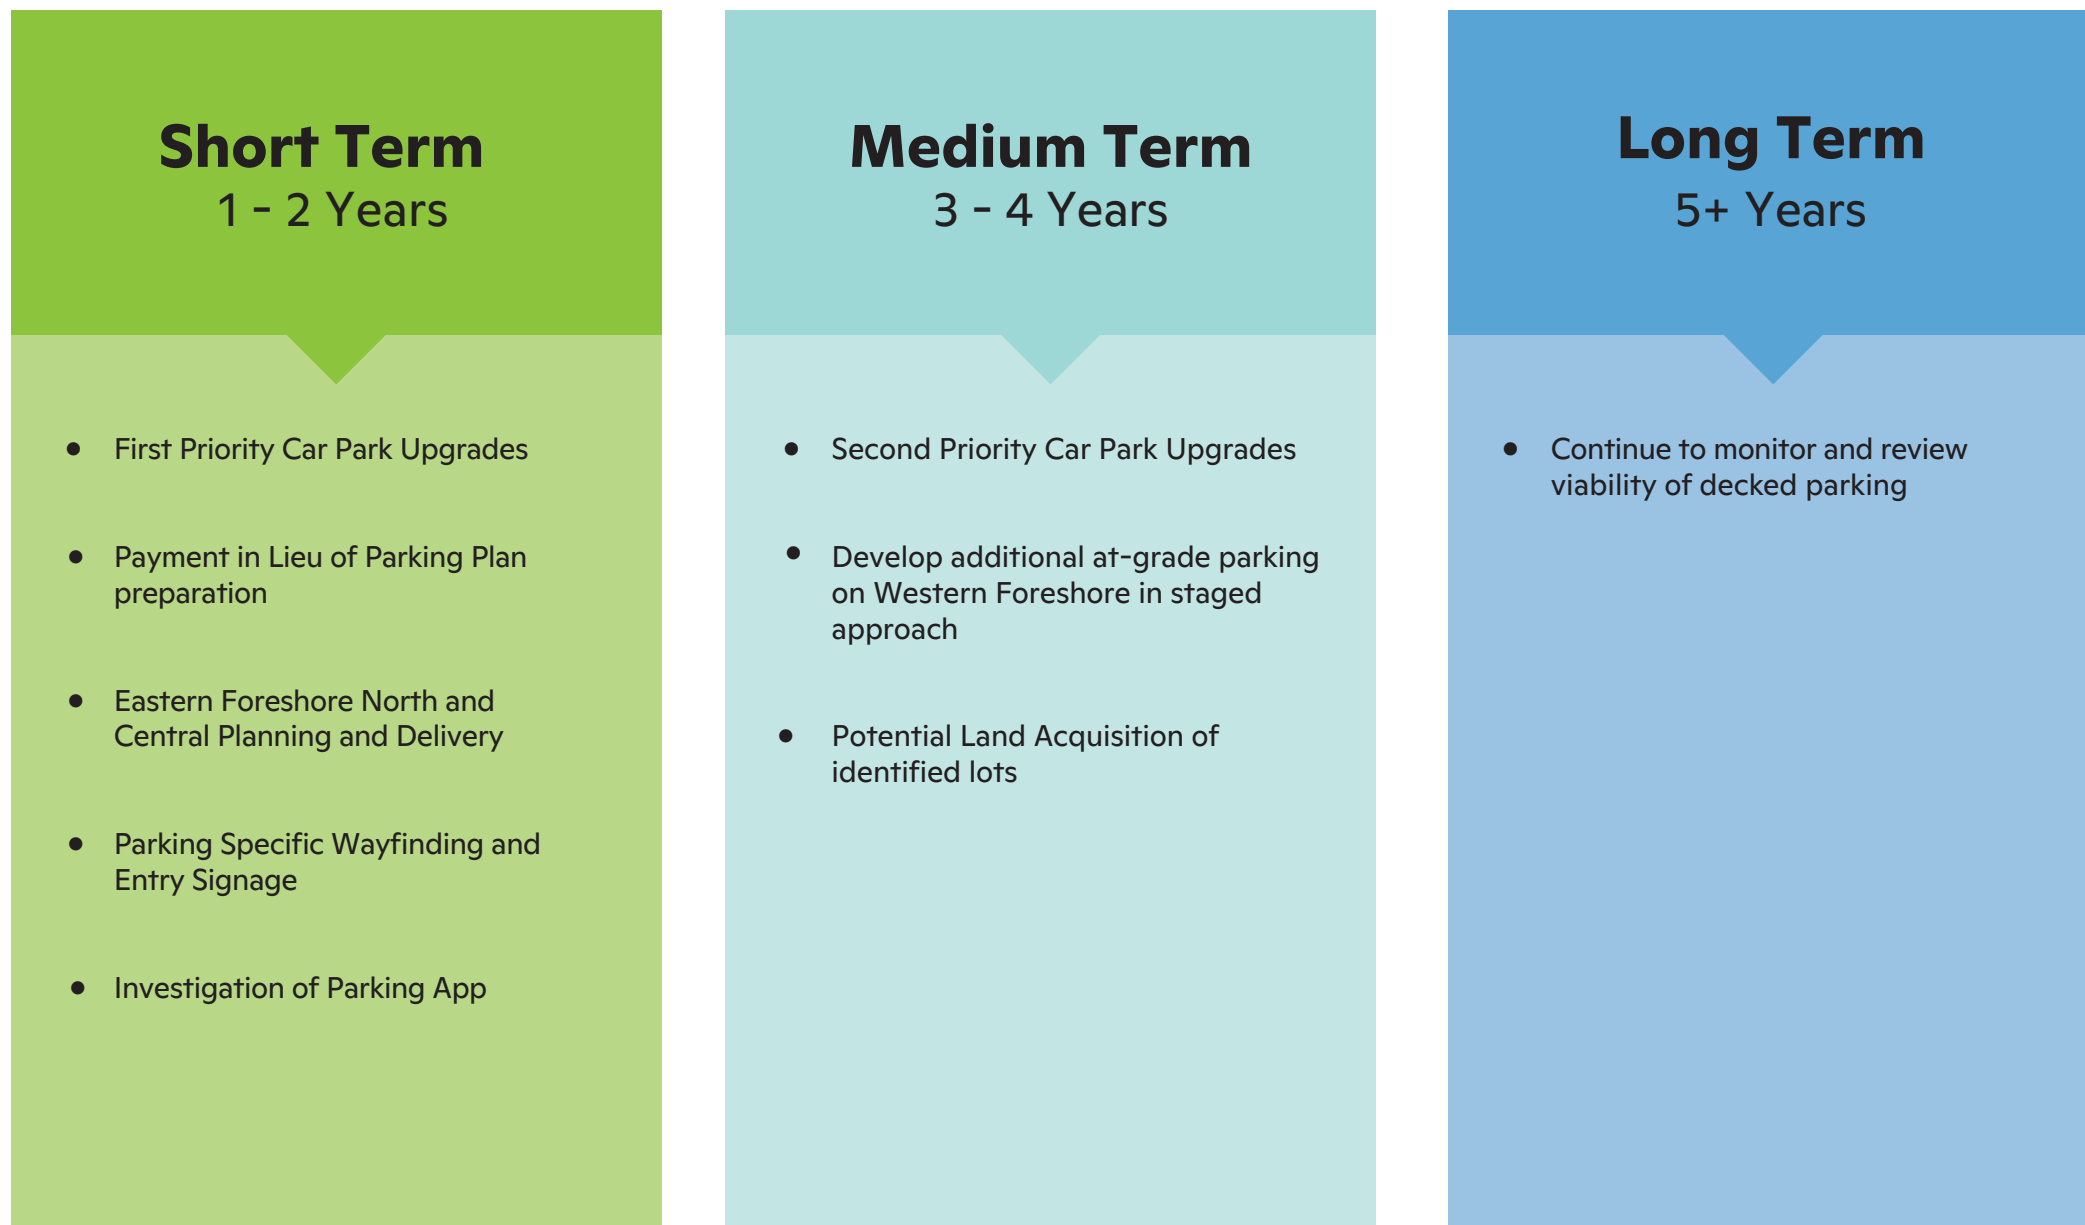 Short Term
1 - 2 Years
• First Priority Car Park Upgrades
• Payment in Lieu of Parking Plan
preparation
• Eastern Foreshore North and
Central Planning and Delivery
• Parking Specific Wayfinding and
Entry Signage
• Investigation of Parking App
Medium Term
3 - 4 Years
• Second Priority Car Park Upgrades
• Develop additional at-grade parking
on Western Foreshore in staged
approach
• Potential Land Acquisition of
identified lots
Long Term
5+ Years
• Continue to monitor and review
viability of decked parking